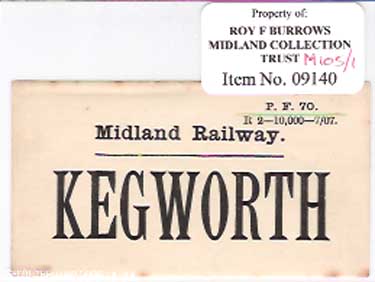 Property of:
ROY F BURROWS
MIDLAND COLLECTION
TRUST M105/1
Item No. 09140
P. F. 70.
R 2—10,000—7/07.
Midland Railway.
KEGWORTH